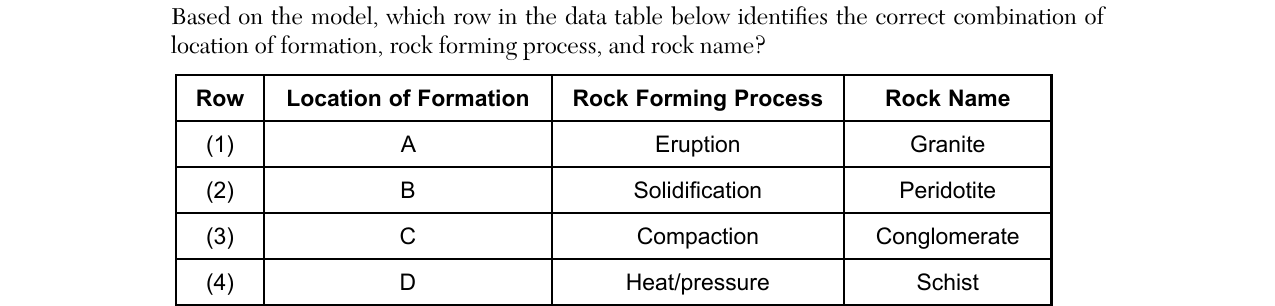 Based on the model, which row in the data table below identifies the correct combination of
location of formation, rock forming process, and rock name?
Row Location of Formation Rock Forming Process Rock Name
(1) A Eruption Granite
(2) B Solidification Peridotite
(3) C Compaction Conglomerate
(4) D Heat/pressure Schist